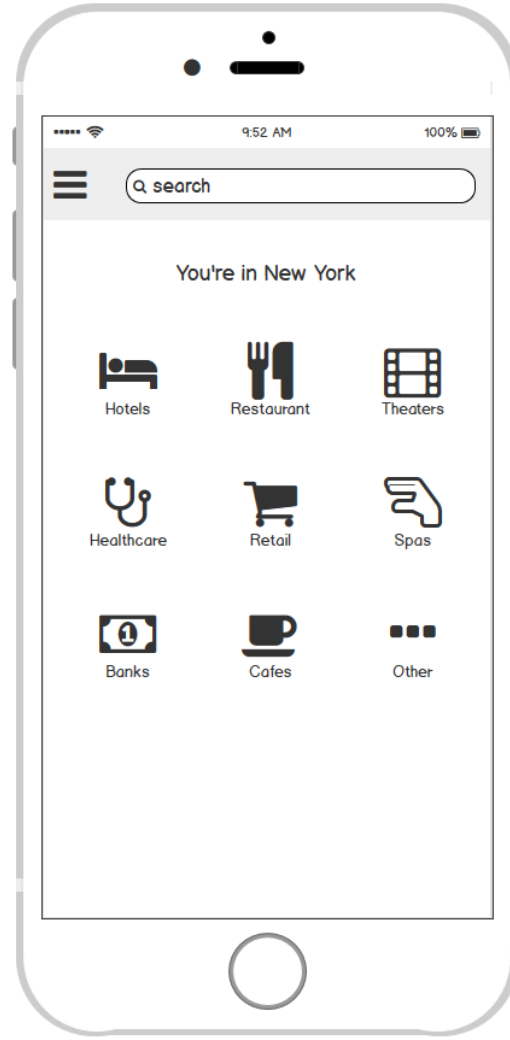 9:52 AM 100%
search
You're in New York
Hotels Restaurant Theaters
Healthcare Retail Spas
1
Banks Cafes Other